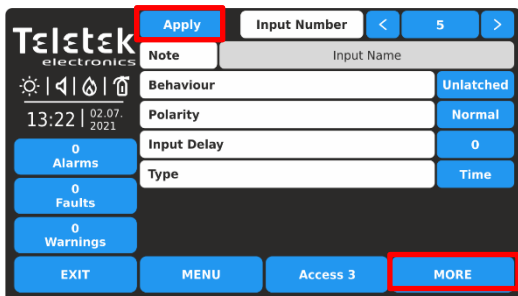 Teletek
electronics
13:22 02.07.
2021
0
Alarms
0
Faults
0
Warnings
EXIT
Apply Input Number < 5 >
Note Input Name
Behaviour Unlatched
Polarity Normal
Input Delay 0
Type Time
MENU Access 3 MORE